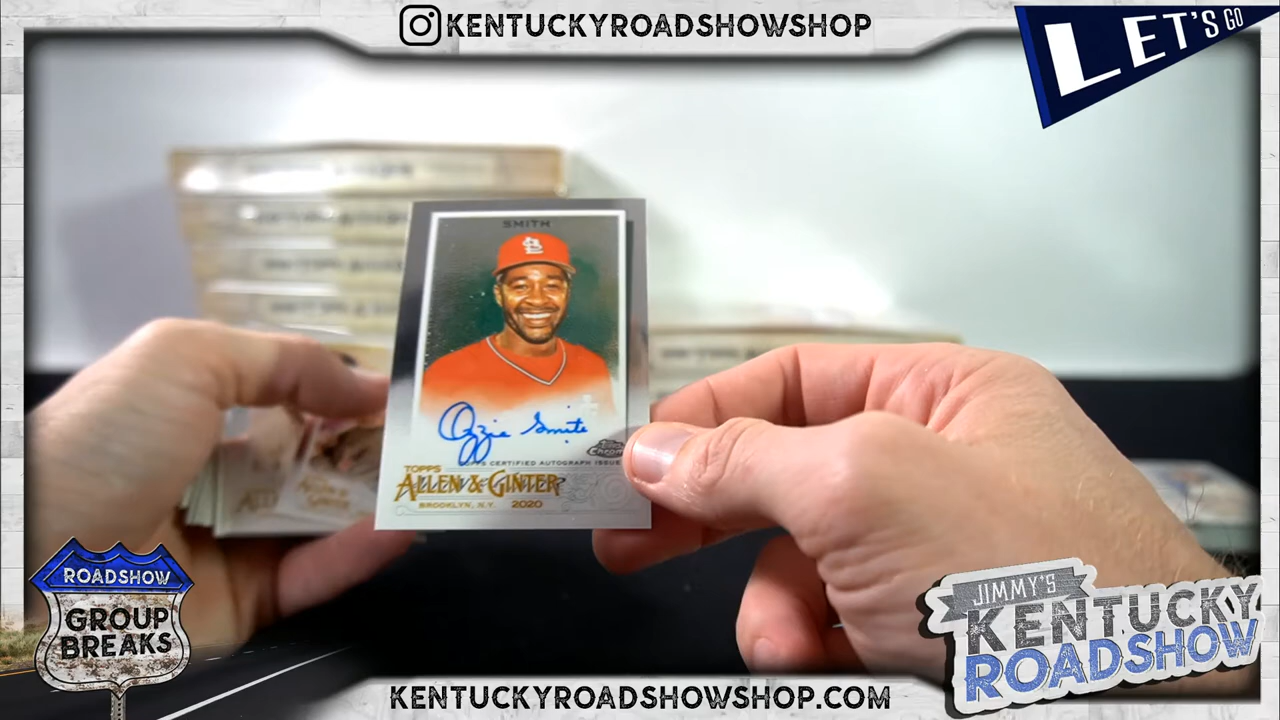 KENTUCKYROADSHOWSHOP
LET'S GO
SMITH
Ozzie Smith
Chrome
TOPPS CERTIFIED AUTOGRAPH ISSUE
TOPPS
ALLEN & GINTER
BROOKLYN, N.Y. 2020
ROADSHOW
GROUP
BREAKS
JIMMY'S
KENTUCKY
ROADSHOW
KENTUCKYROADSHOWSHOP.COM